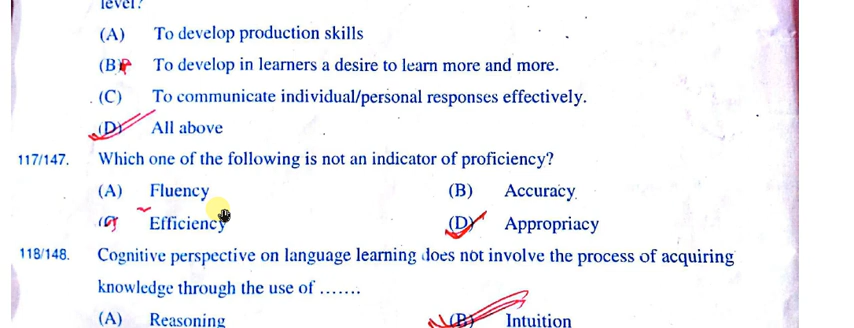 level?
(A) To develop production skills
(B) To develop in learners a desire to learn more and more.
(C) To communicate individual/personal responses effectively.
(D) All above
117/147. Which one of the following is not an indicator of proficiency?
(A) Fluency (B) Accuracy
(C) Efficiency (D) Appropriacy
118/148. Cognitive perspective on language learning does not involve the process of acquiring
knowledge through the use of .......
(A) Reasoning (B) Intuition